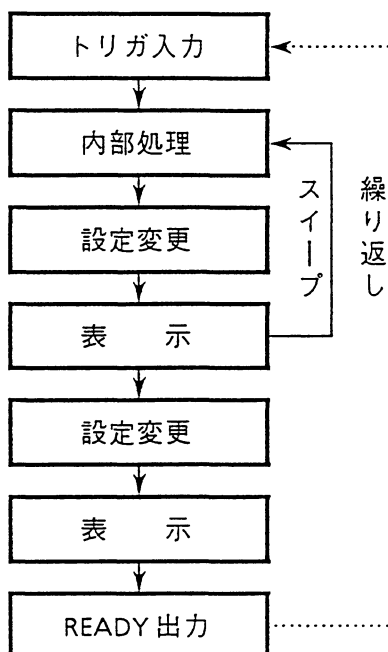 トリガ入力
内部処理
設定変更
表　　示
設定変更
表　　示
READY 出力
スイープ
繰り返し